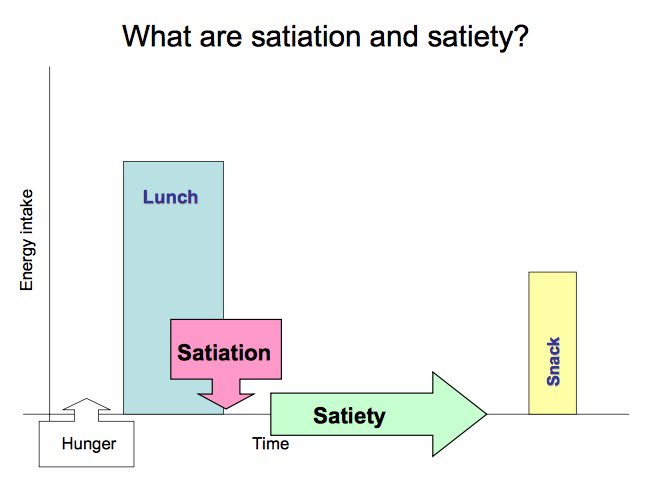 What are satiation and satiety?
Energy intake
Lunch
Satiation
Snack
Satiety
Hunger
Time